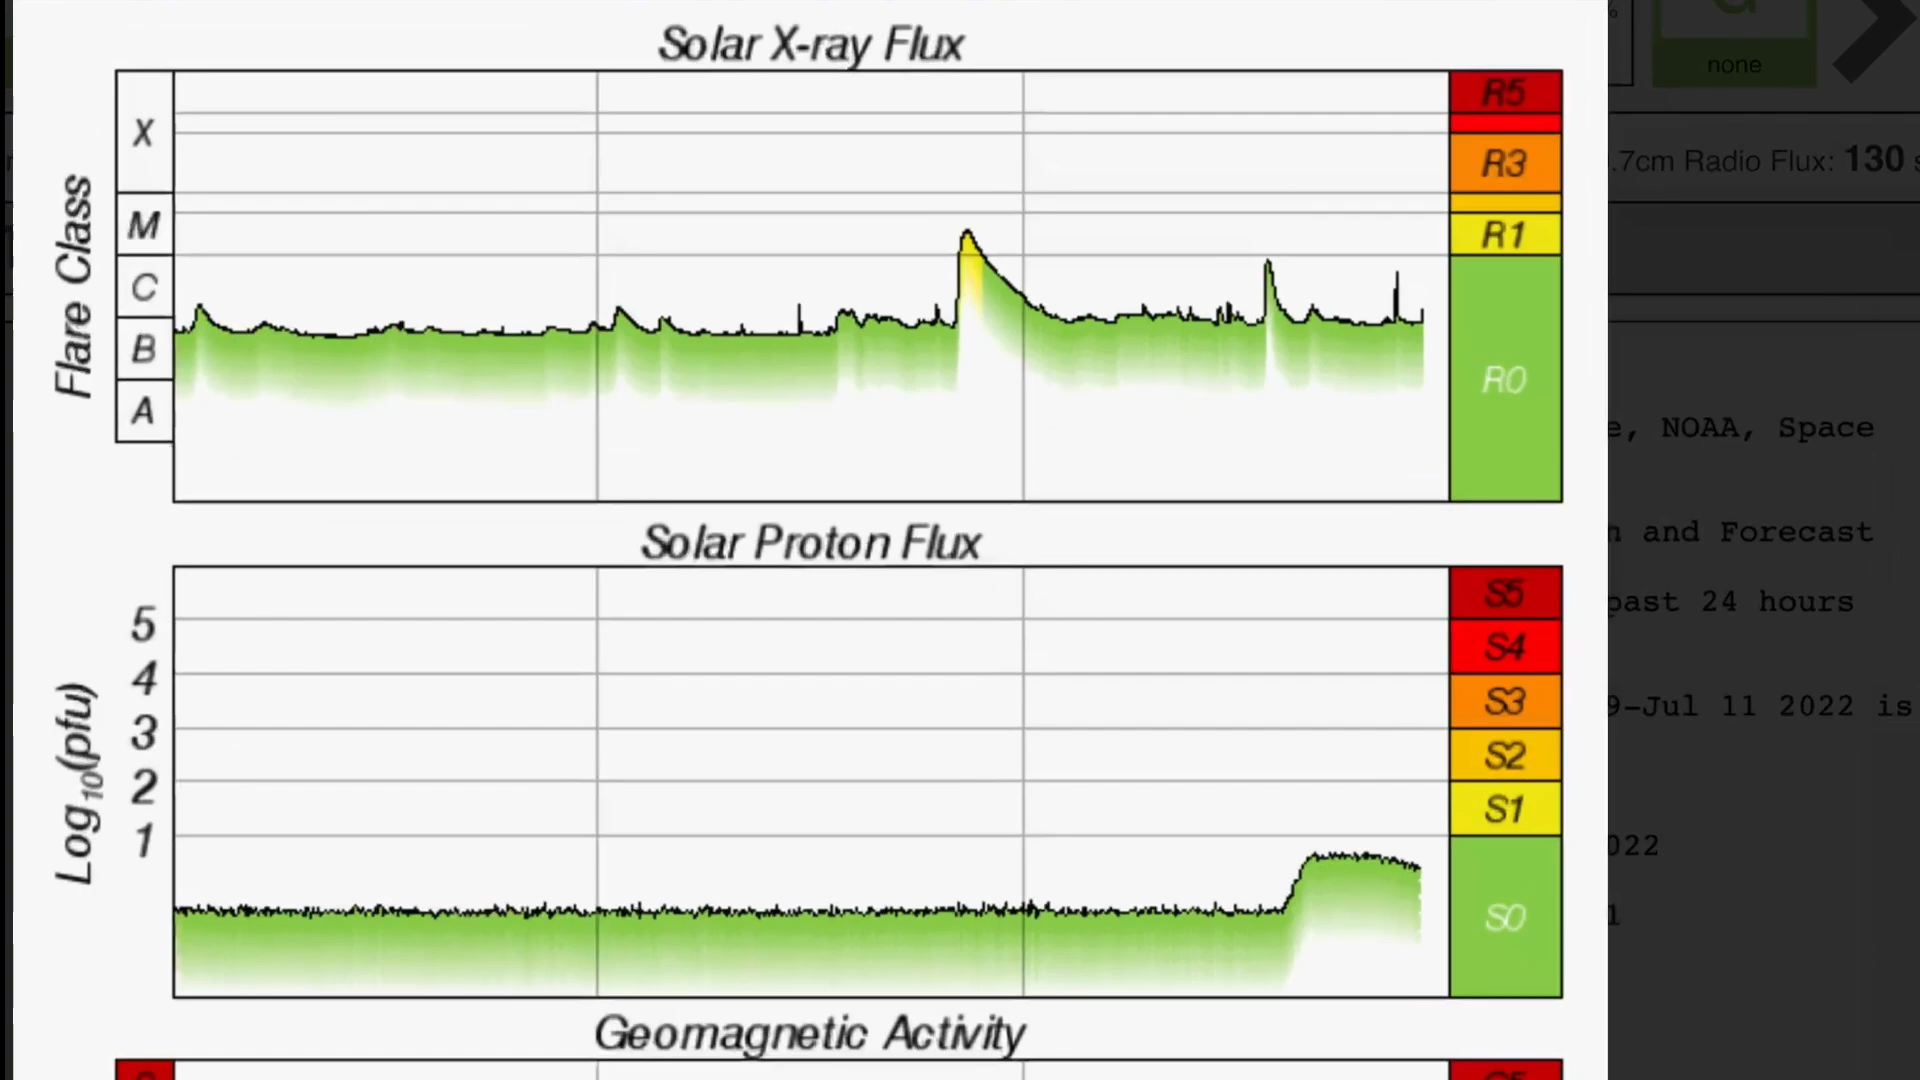 Solar X-ray Flux
Flare Class
X
M
C
B
A
R5
R3
R1
R0
Solar Proton Flux
Log10(pfu)
5
4
3
2
1
S5
S4
S3
S2
S1
S0
Geomagnetic Activity
none
.7cm Radio Flux: 130
e, NOAA, Space
n and Forecast
past 24 hours
9-Jul 11 2022 is
022
1